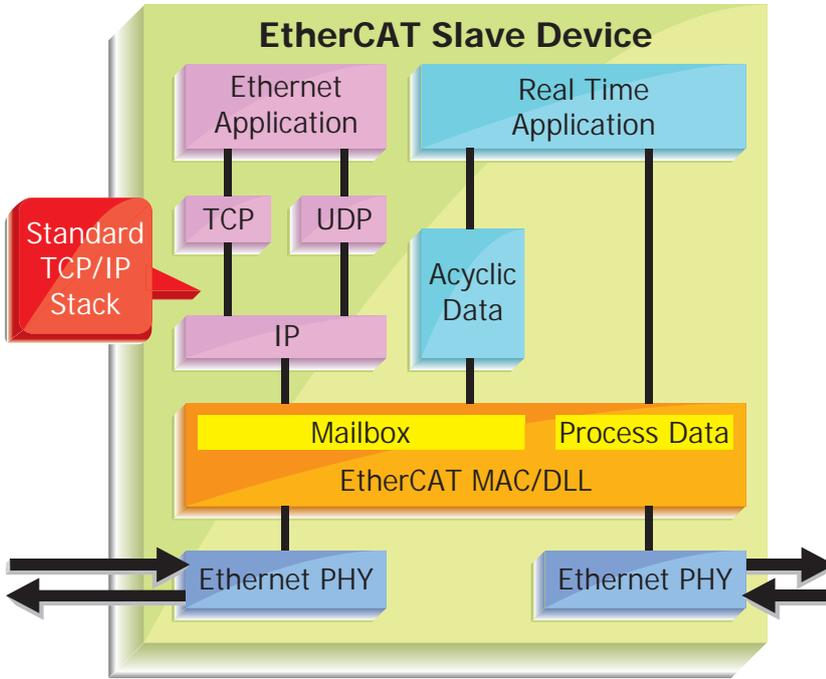 EtherCAT Slave Device
Ethernet
Application
Real Time
Application
TCP
UDP
Standard
TCP/IP
Stack
Acyclic
Data
IP
Mailbox
Process Data
EtherCAT MAC/DLL
Ethernet PHY
Ethernet PHY